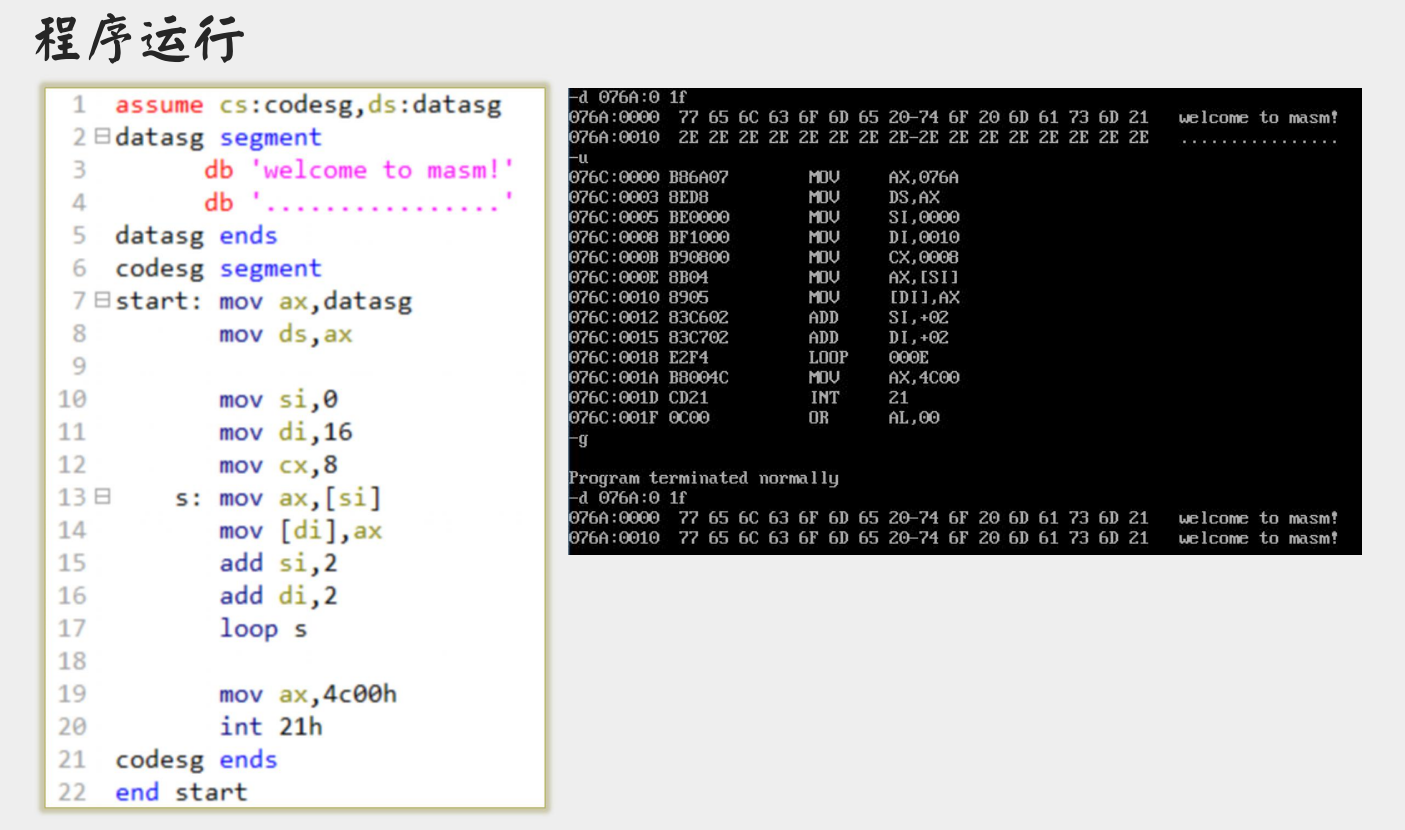 程序运行
1 assume cs:codesg,ds:datasg
2 datasg segment
3 db 'welcome to masm!'
4 db '................'
5 datasg ends
6 codesg segment
7 start: mov ax,datasg
8 mov ds,ax
9
10 mov si,0
11 mov di,16
12 mov cx,8
13 s: mov ax,[si]
14 mov [di],ax
15 add si,2
16 add di,2
17 loop s
18
19 mov ax,4c00h
20 int 21h
21 codesg ends
22 end start
-d 076A:0 1f
076A:0000 77 65 6C 63 6F 6D 65 20-74 6F 20 6D 61 73 6D 21 welcome to masm!
076A:0010 2E 2E 2E 2E 2E 2E 2E 2E-2E 2E 2E 2E 2E 2E 2E 2E ................
-u
076C:0000 B86A07 MOV AX,076A
076C:0003 8ED8 MOV DS,AX
076C:0005 BE0000 MOV SI,0000
076C:0008 BF1000 MOV DI,0010
076C:000B B90800 MOV CX,0008
076C:000E 8B04 MOV AX,[SI]
076C:0010 8905 MOV [DI],AX
076C:0012 83C602 ADD SI,+02
076C:0015 83C702 ADD DI,+02
076C:0018 E2F4 LOOP 000E
076C:001A B8004C MOV AX,4C00
076C:001D CD21 INT 21
076C:001F 0C00 OR AL,00
-g
Program terminated normally
-d 076A:0 1f
076A:0000 77 65 6C 63 6F 6D 65 20-74 6F 20 6D 61 73 6D 21 welcome to masm!
076A:0010 77 65 6C 63 6F 6D 65 20-74 6F 20 6D 61 73 6D 21 welcome to masm!